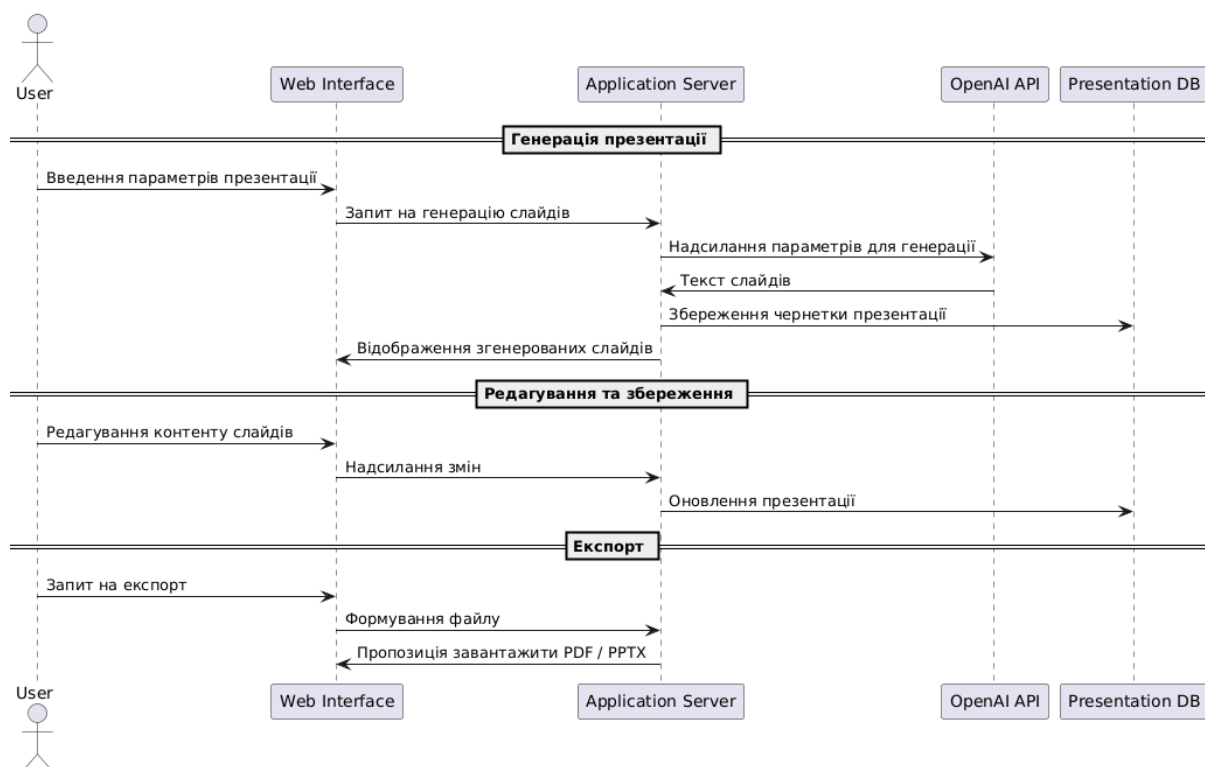 User
Web Interface
Application Server
OpenAI API
Presentation DB
Генерація презентації
Введення параметрів презентації
Запит на генерацію слайдів
Надсилання параметрів для генерації
Текст слайдів
Збереження чернетки презентації
Відображення згенерованих слайдів
Редагування та збереження
Редагування контенту слайдів
Надсилання змін
Оновлення презентації
Експорт
Запит на експорт
Формування файлу
Пропозиція завантажити PDF / PPTX
User
Web Interface
Application Server
OpenAI API
Presentation DB